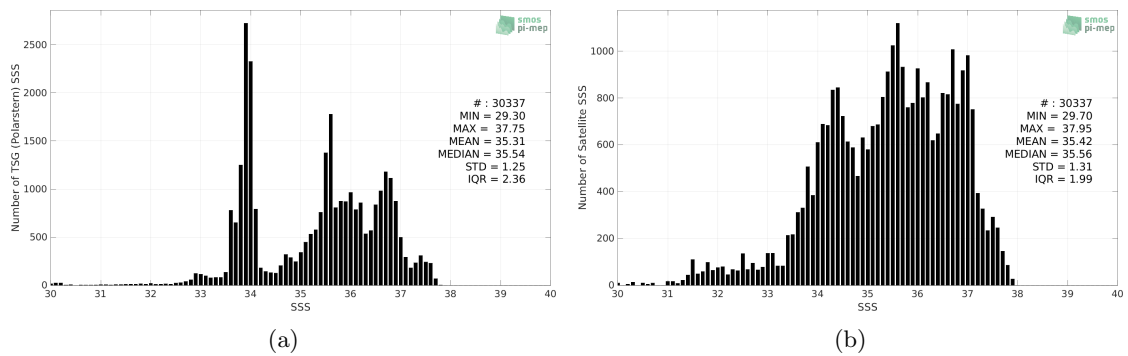 smos
pi-mep
Number of TSG (Polarstern) SSS
2500
2000
1500
1000
500
0
# : 30337
MIN = 29.30
MAX = 37.75
MEAN = 35.31
MEDIAN = 35.54
STD = 1.25
IQR = 2.36
30 31 32 33 34 35 36 37 38 39 40
SSS
(a)
smos
pi-mep
Number of Satellite SSS
1000
800
600
400
200
0
# : 30337
MIN = 29.70
MAX = 37.95
MEAN = 35.42
MEDIAN = 35.56
STD = 1.31
IQR = 1.99
30 31 32 33 34 35 36 37 38 39 40
SSS
(b)